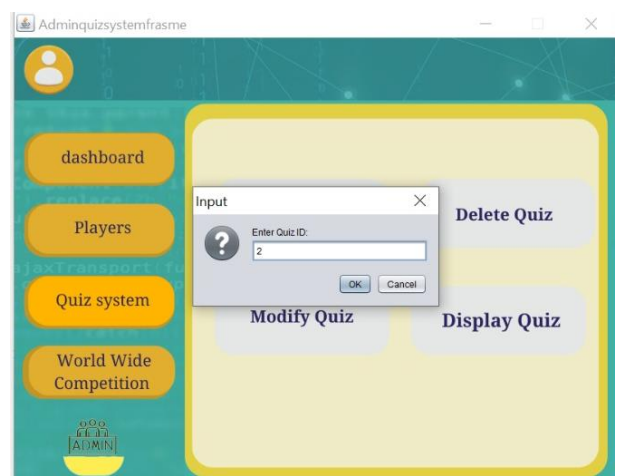 Adminquizsystemfrasme
dashboard
Players
Quiz system
World Wide
Competition
ADMIN
Input
Enter Quiz ID:
2
OK
Cancel
Delete Quiz
Modify Quiz
Display Quiz